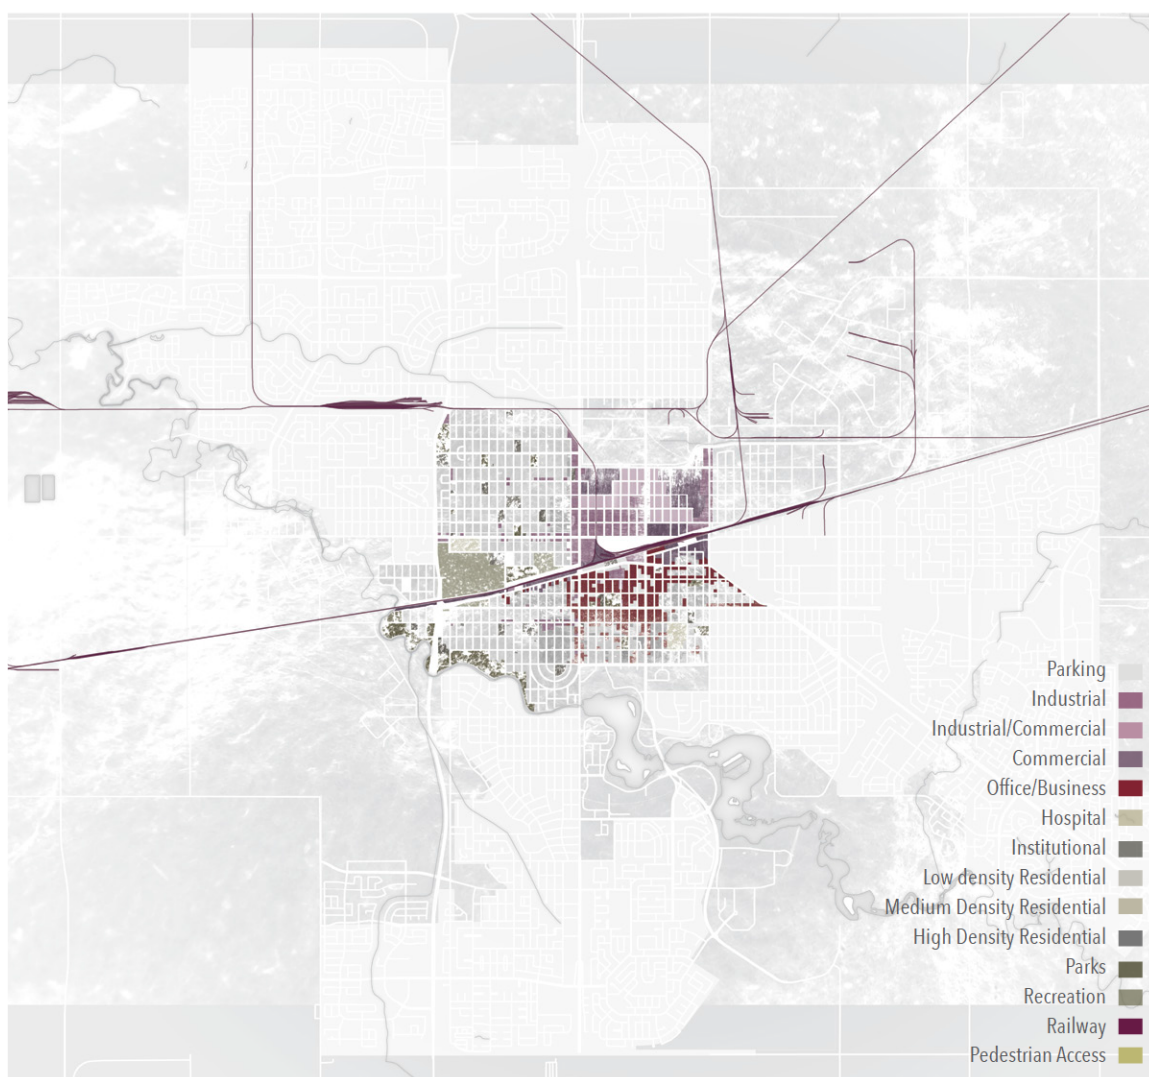 Parking
Industrial
Industrial/Commercial
Commercial
Office/Business
Hospital
Institutional
Low density Residential
Medium Density Residential
High Density Residential
Parks
Recreation
Railway
Pedestrian Access